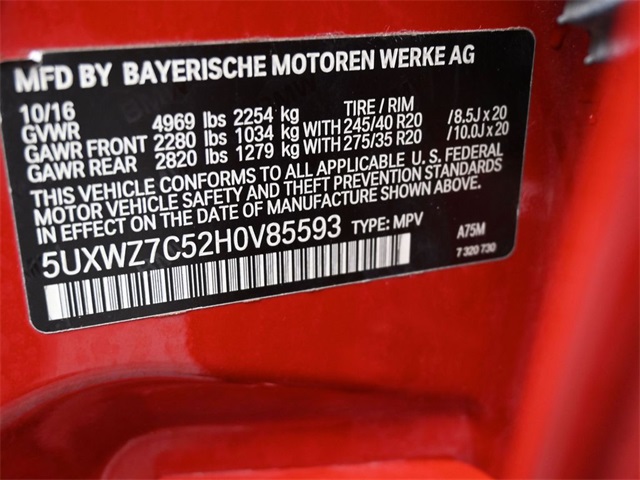 MFD BY BAYERISCHE MOTOREN WERKE AG
10/16 TIRE / RIM
GVWR 4969 lbs 2254 kg
GAWR FRONT 2280 lbs 1034 kg WITH 245/40 R20 /8.5J x 20
GAWR REAR 2820 lbs 1279 kg WITH 275/35 R20 /10.0J x 20
THIS VEHICLE CONFORMS TO ALL APPLICABLE U.S. FEDERAL
MOTOR VEHICLE SAFETY AND THEFT PREVENTION STANDARDS
IN EFFECT ON THE DATE OF MANUFACTURE SHOWN ABOVE.
5UXWZ7C52H0V85593 TYPE: MPV A75M
7 320 730